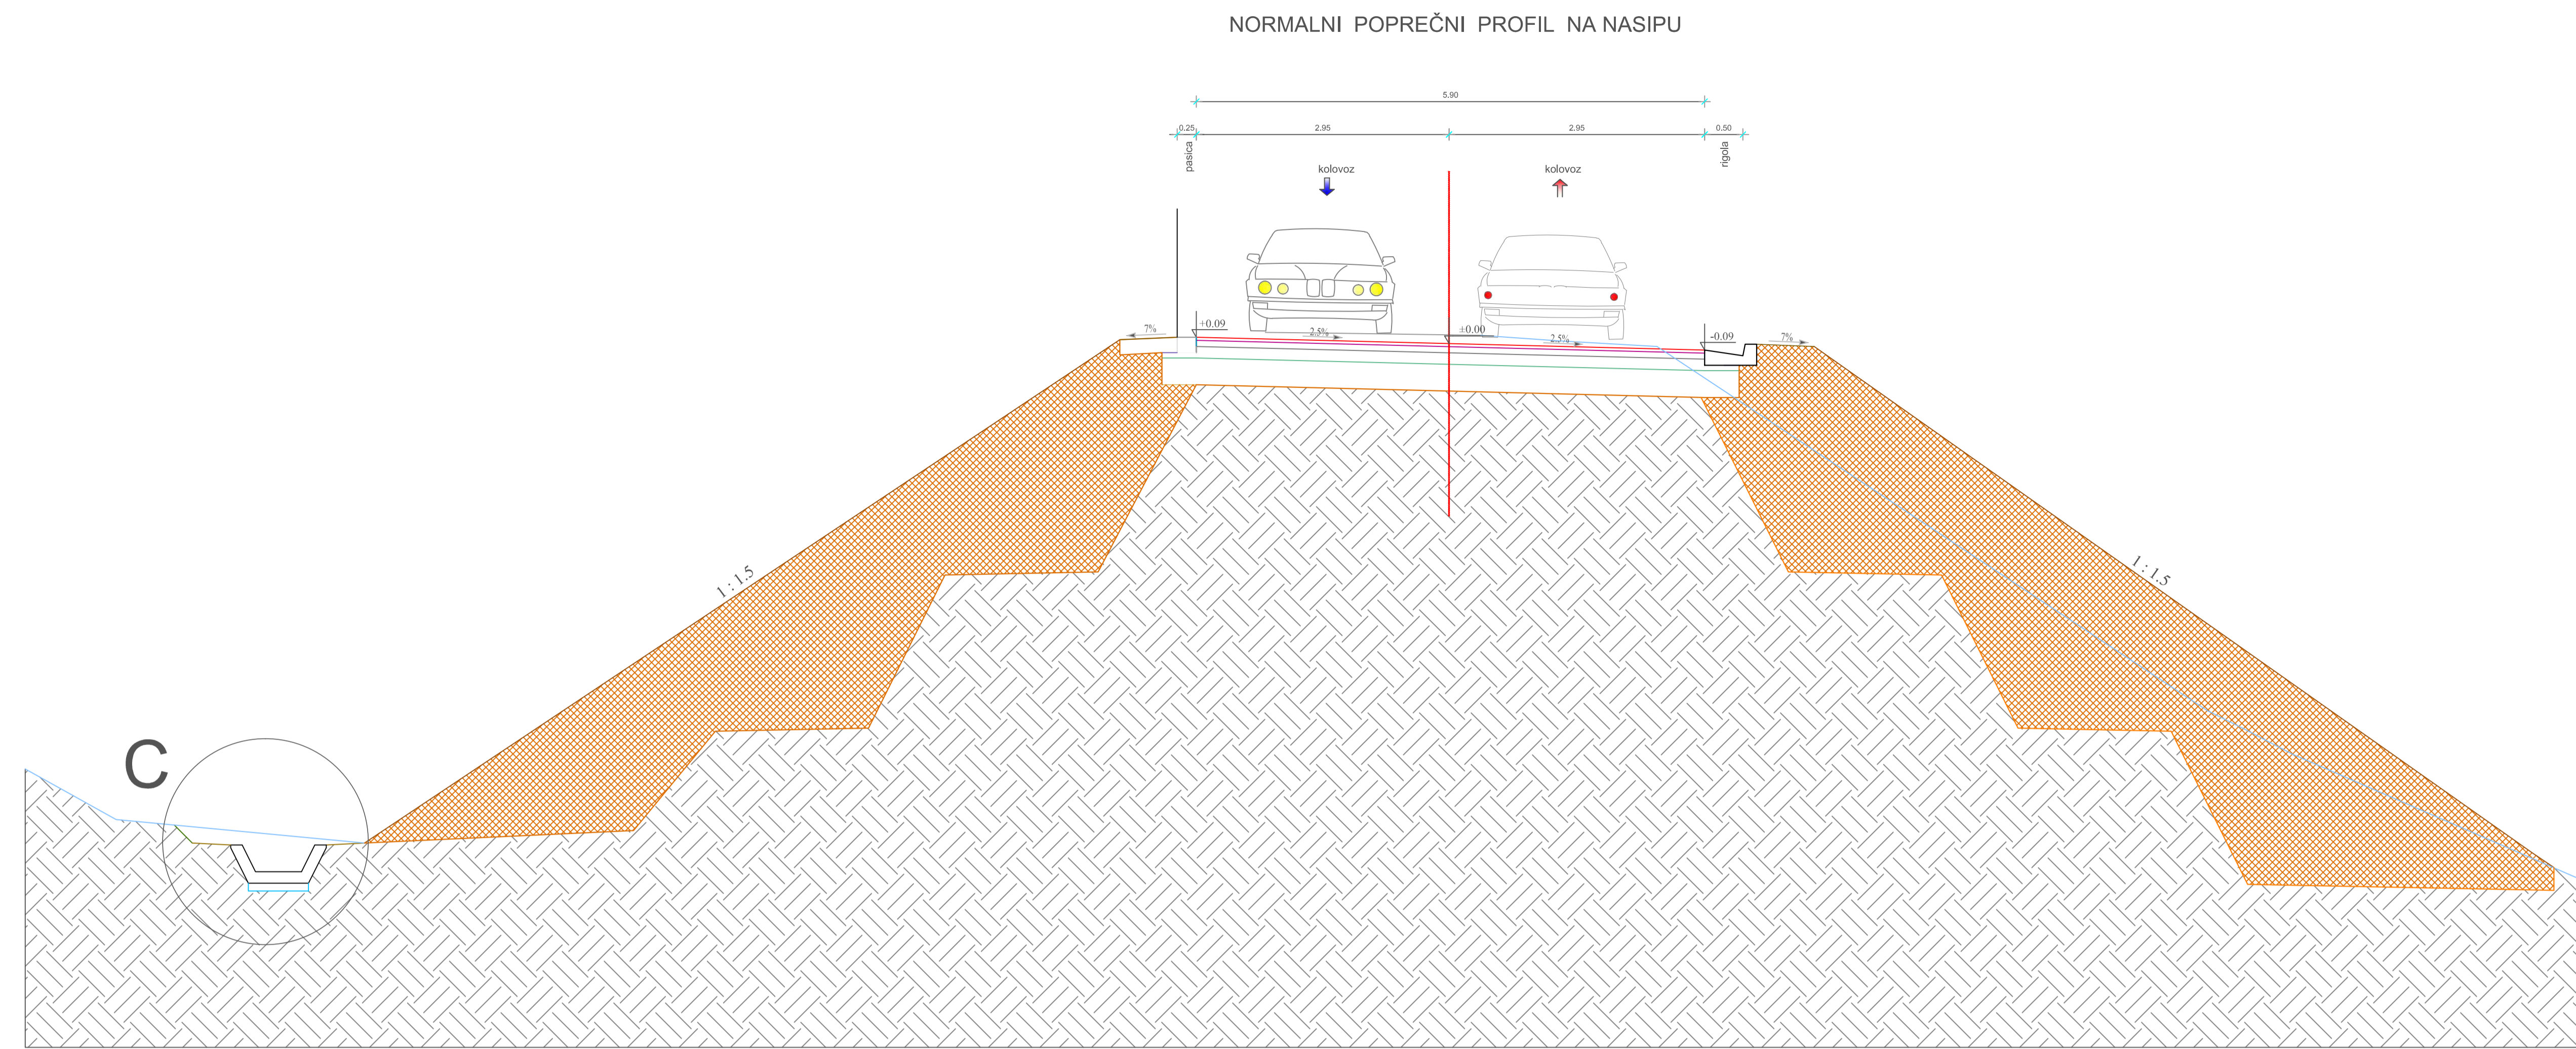 NORMALNI POPREČNI PROFIL NA NASIPU
5.90
0.25 2.95 2.95 0.50
pasica
rigola
kolovoz kolovoz
7% +0.09 2.5% ±0.00 2.5% -0.09 7%
1 : 1.5
1 : 1.5
C